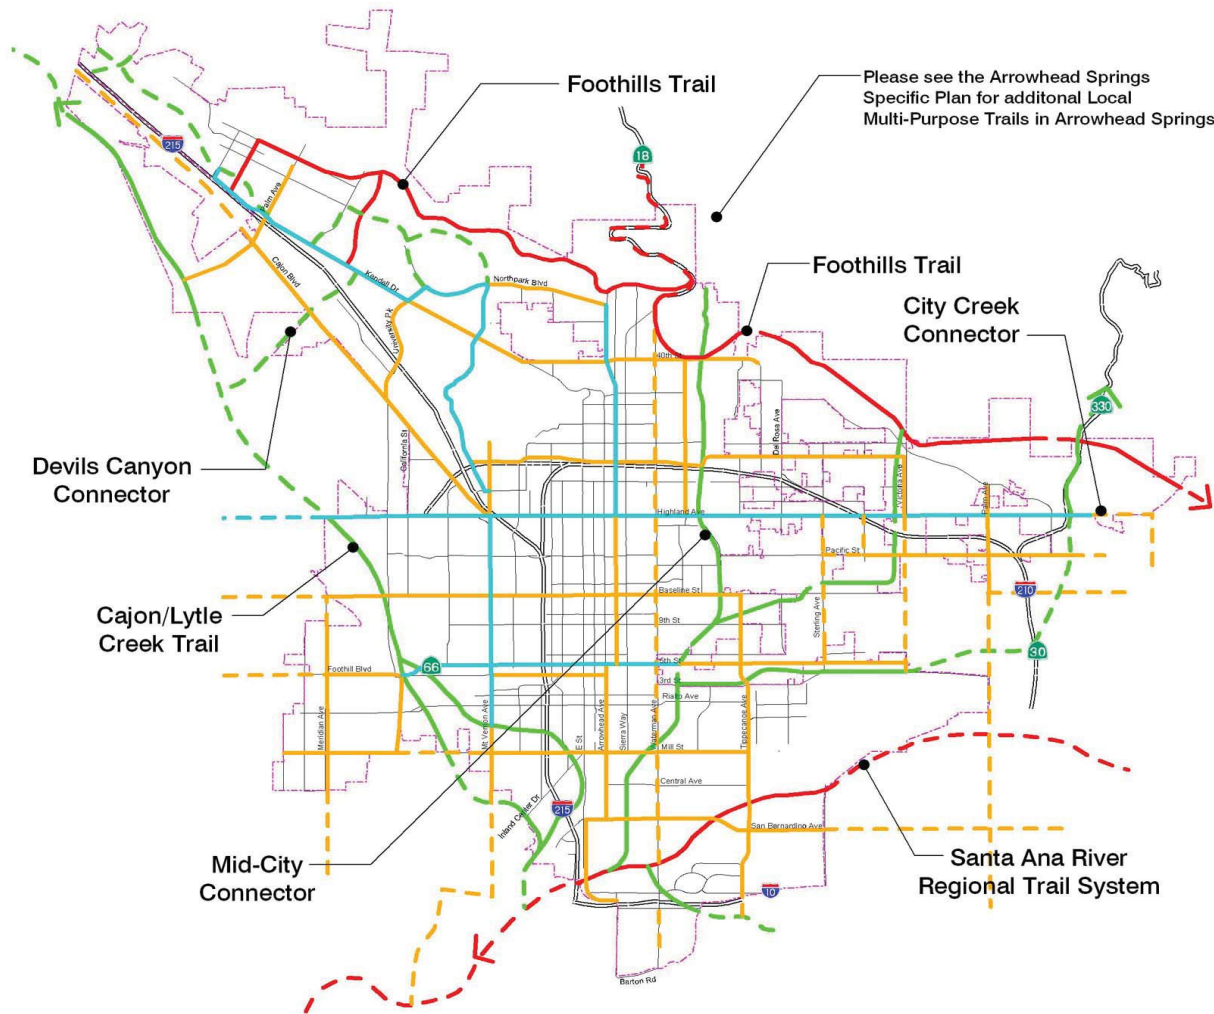 Foothills Trail
Please see the Arrowhead Springs
Specific Plan for additonal Local
Multi-Purpose Trails in Arrowhead Springs
18
215
Palm Ave
Foothills Trail
Cajon Blvd
Kendall Dr
Northpark Blvd
City Creek
Connector
University Pk
40th St
330
Del Rosa Ave
California St
Devils Canyon
Connector
Victoria Ave
Palm Ave
Highland Ave
Pacific St
Cajon/Lytle
Creek Trail
Baseline St
210
9th St
Sterling Ave
30
Foothill Blvd
66
5th St
3rd St
Rialto Ave
Meridian Ave
Mt Vernon Ave
E St
Arrowhead Ave
Sierra Way
Waterman Ave
Tippecanoe Ave
Mill St
Central Ave
Inland Center Dr
215
San Bernardino Ave
Mid-City
Connector
Santa Ana River
Regional Trail System
10
Barton Rd